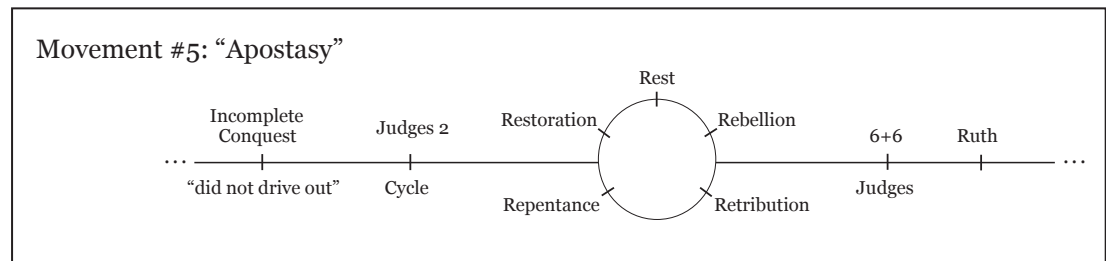 Movement #5: “Apostasy”
Rest
Incomplete
Conquest
Judges 2
Restoration
Rebellion
6+6
Ruth
…
…
“did not drive out”
Cycle
Repentance
Retribution
Judges